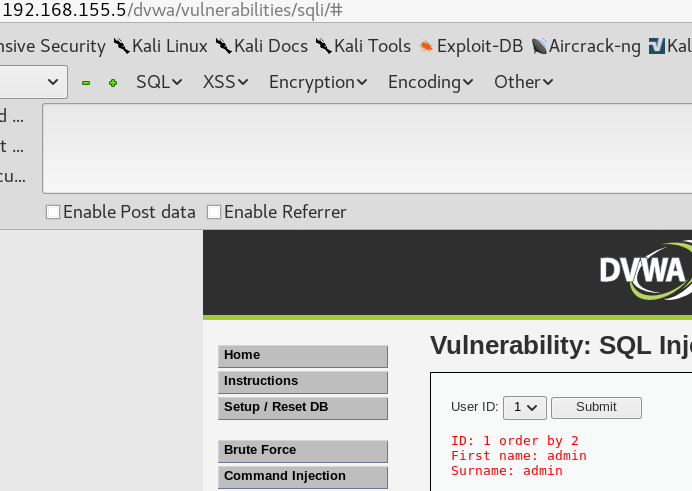 192.168.155.5/dvwa/vulnerabilities/sqli/#
nsive Security Kali Linux Kali Docs Kali Tools Exploit-DB Aircrack-ng Kal
SQL XSS Encryption Encoding Other
d ...
t ...
cu...
Enable Post data Enable Referrer
DVWA
Vulnerability: SQL Inj
Home
Instructions
Setup / Reset DB
Brute Force
Command Injection
User ID: 1 Submit
ID: 1 order by 2
First name: admin
Surname: admin